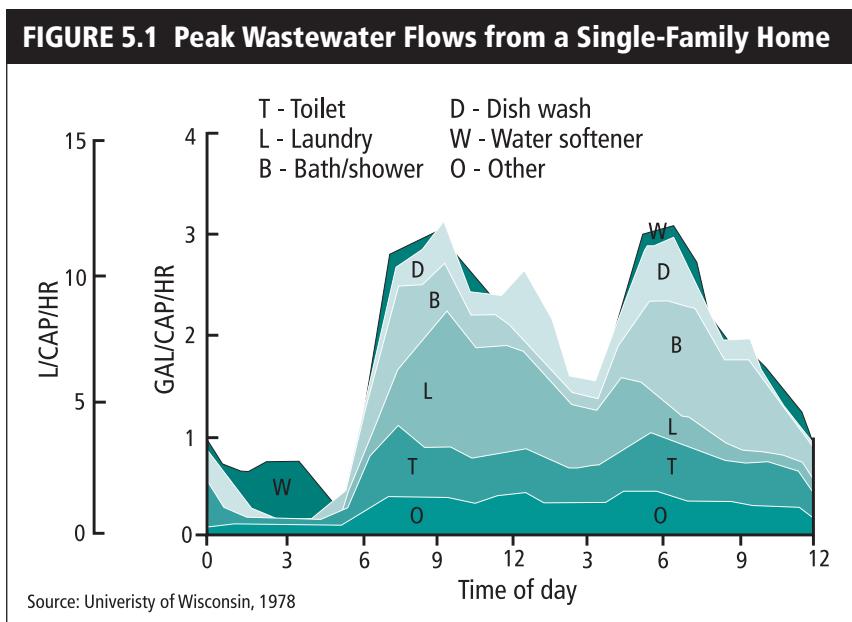 FIGURE 5.1 Peak Wastewater Flows from a Single-Family Home
T - Toilet D - Dish wash
L - Laundry W - Water softener
B - Bath/shower O - Other
15
10
5
0
L/CAP/HR
4
3
2
1
0
GAL/CAP/HR
W
D
B
L
T
O
W
D
B
L
T
O
0 3 6 9 12 3 6 9 12
Time of day
Source: Univeristy of Wisconsin, 1978